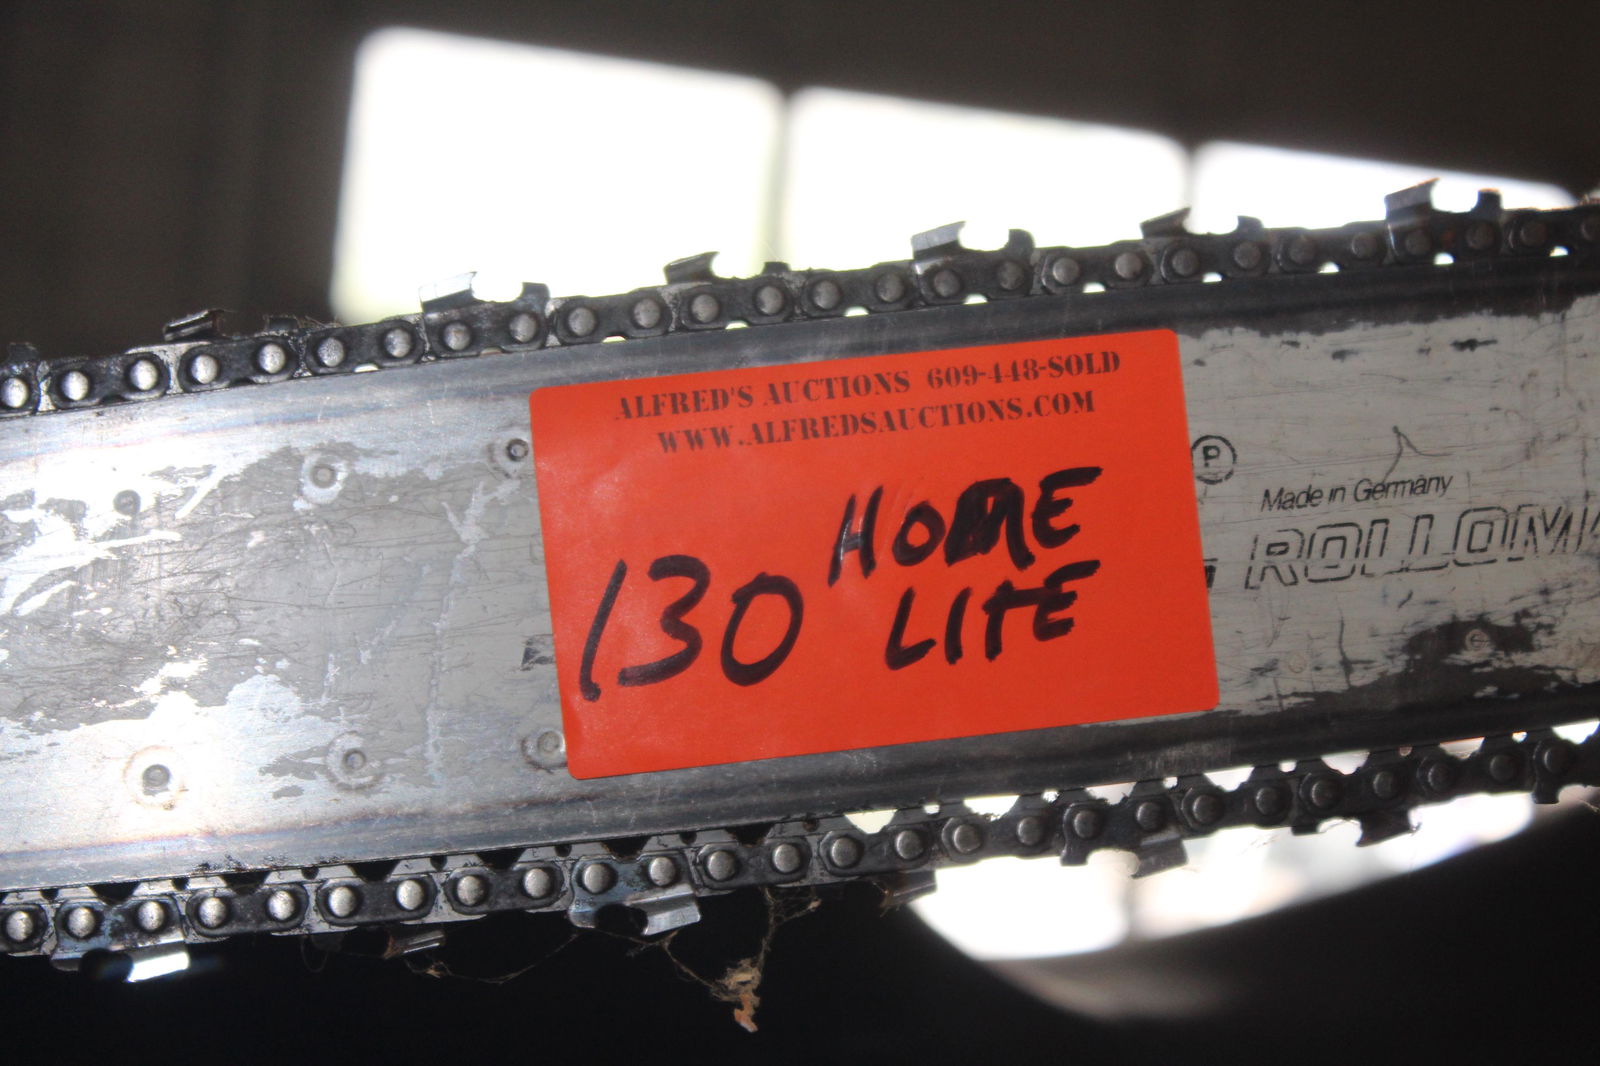 ALFRED'S AUCTIONS 609-448-SOLD
WWW.ALFREDSAUCTIONS.COM
HOME
130
LITE
P
Made in Germany